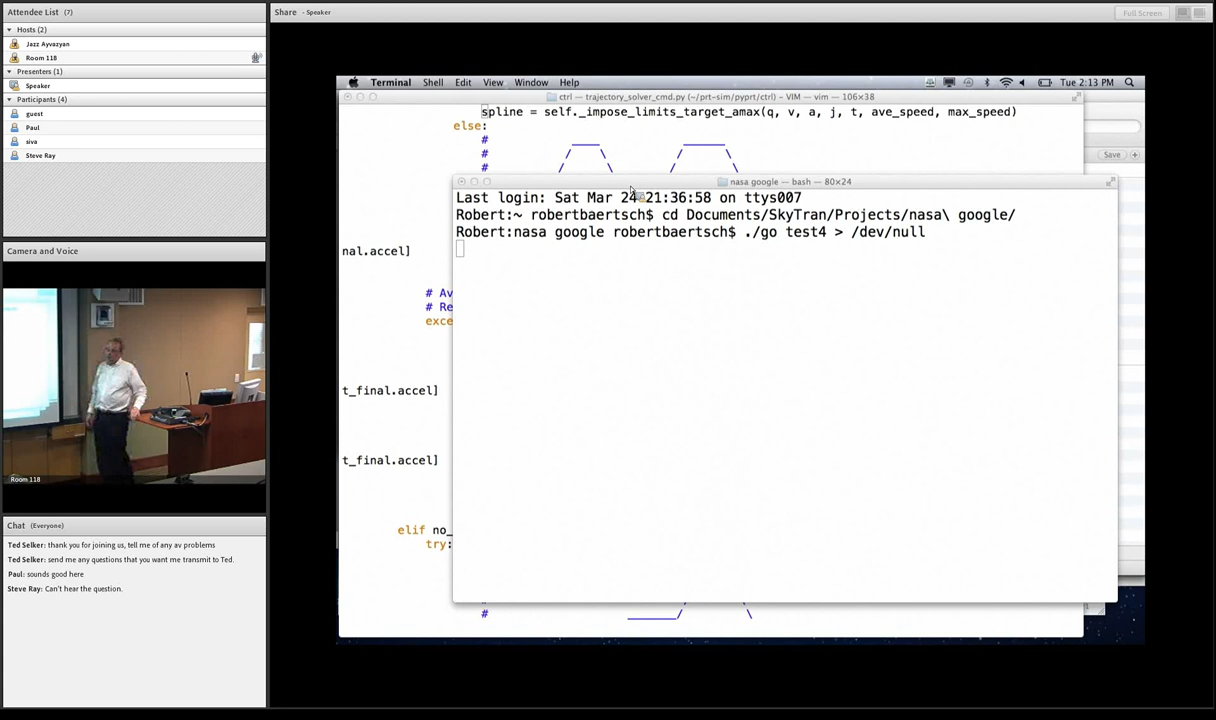 Attendee List (7)
Hosts (2)
Jazz Ayvazyan
Room 118
Presenters (1)
Speaker
Participants (4)
guest
Paul
siva
Steve Ray
Camera and Voice
Room 118
Chat (Everyone)
Ted Selker: thank you for joining us, tell me of any av problems
Ted Selker: send me any questions that you want me transmit to Ted.
Paul: sounds good here
Steve Ray: Can't hear the question.
Share - Speaker
Full Screen
Terminal Shell Edit View Window Help
Tue 2:13 PM
ctrl — trajectory_solver_cmd.py (~/prt-sim/pyprt/ctrl) – VIM — vim — 106×38
spline = self._impose_limits_target_amax(q, v, a, j, t, ave_speed, max_speed)
else:
#
#
#
Save
nasa google — bash — 80×24
Last login: Sat Mar 24 21:36:58 on ttys007
Robert:~ robertbaertsch$ cd Documents/SkyTran/Projects/nasa\ google/
Robert:nasa google robertbaertsch$ ./go test4 > /dev/null
nal.accel]
# Av
# Re
exce
t_final.accel]
t_final.accel]
elif no_
try:
#